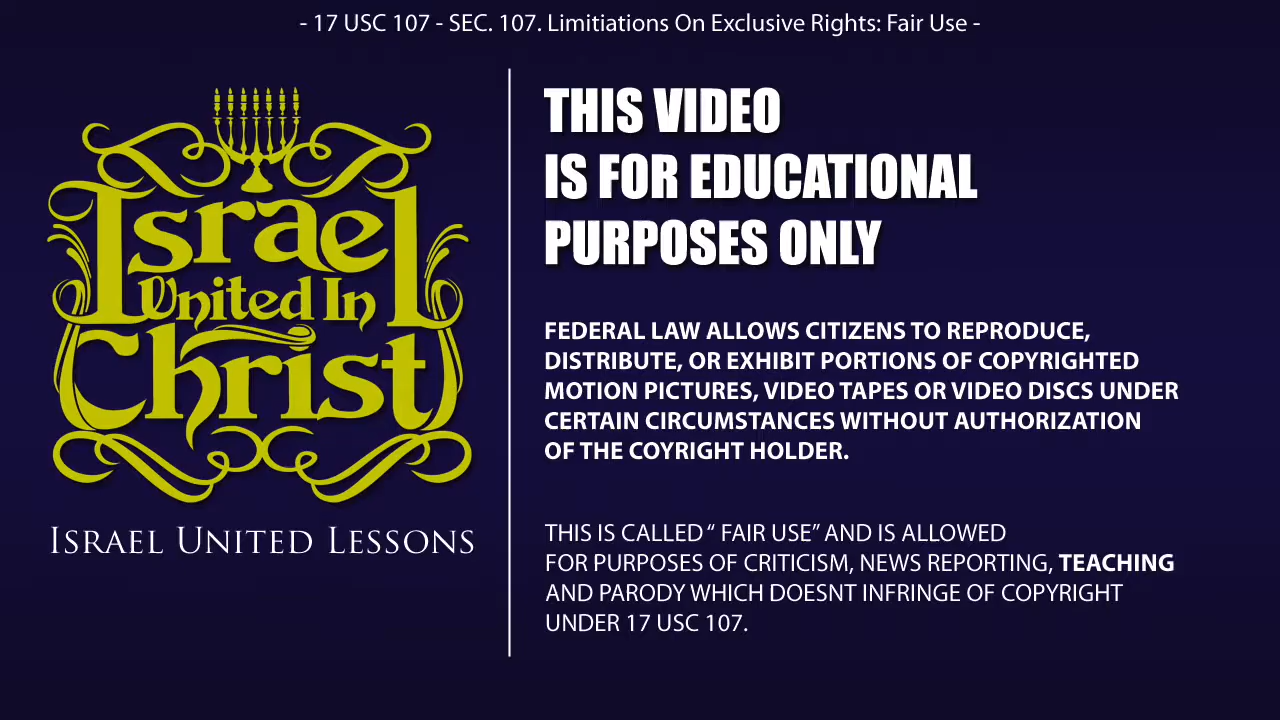 - 17 USC 107 - SEC. 107. Limitiations On Exclusive Rights: Fair Use -
Israel
United In
Christ
Israel United Lessons
THIS VIDEO
IS FOR EDUCATIONAL
PURPOSES ONLY
FEDERAL LAW ALLOWS CITIZENS TO REPRODUCE,
DISTRIBUTE, OR EXHIBIT PORTIONS OF COPYRIGHTED
MOTION PICTURES, VIDEO TAPES OR VIDEO DISCS UNDER
CERTAIN CIRCUMSTANCES WITHOUT AUTHORIZATION
OF THE COYRIGHT HOLDER.
THIS IS CALLED “ FAIR USE” AND IS ALLOWED
FOR PURPOSES OF CRITICISM, NEWS REPORTING, TEACHING
AND PARODY WHICH DOESNT INFRINGE OF COPYRIGHT
UNDER 17 USC 107.